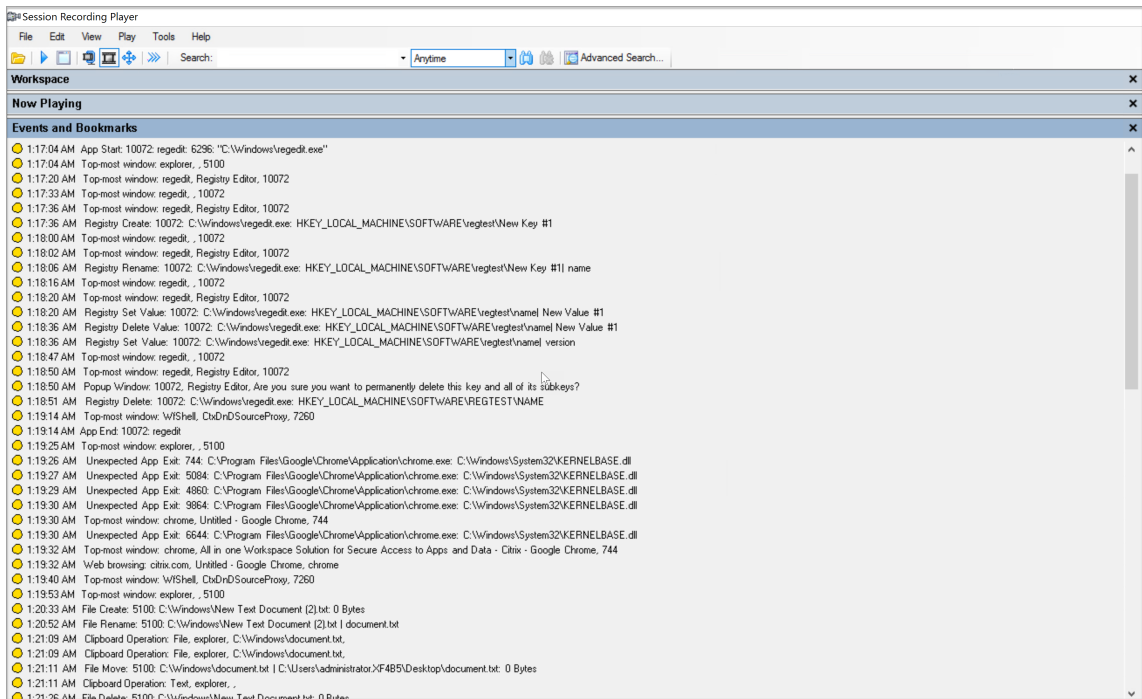 Session Recording Player
File Edit View Play Tools Help
Search: Anytime Advanced Search...
Workspace
Now Playing
Events and Bookmarks
1:17:04 AM App Start: 10072: regedit: 6296: "C:\Windows\regedit.exe"
1:17:04 AM Top-most window: explorer, , 5100
1:17:20 AM Top-most window: regedit, Registry Editor, 10072
1:17:33 AM Top-most window: regedit, , 10072
1:17:36 AM Top-most window: regedit, Registry Editor, 10072
1:17:36 AM Registry Create: 10072: C:\Windows\regedit.exe: HKEY_LOCAL_MACHINE\SOFTWARE\regtest\New Key #1
1:18:00 AM Top-most window: regedit, , 10072
1:18:02 AM Top-most window: regedit, Registry Editor, 10072
1:18:06 AM Registry Rename: 10072: C:\Windows\regedit.exe: HKEY_LOCAL_MACHINE\SOFTWARE\regtest\New Key #1| name
1:18:16 AM Top-most window: regedit, , 10072
1:18:20 AM Top-most window: regedit, Registry Editor, 10072
1:18:20 AM Registry Set Value: 10072: C:\Windows\regedit.exe: HKEY_LOCAL_MACHINE\SOFTWARE\regtest\name| New Value #1
1:18:36 AM Registry Delete Value: 10072: C:\Windows\regedit.exe: HKEY_LOCAL_MACHINE\SOFTWARE\regtest\name| New Value #1
1:18:36 AM Registry Set Value: 10072: C:\Windows\regedit.exe: HKEY_LOCAL_MACHINE\SOFTWARE\regtest\name| version
1:18:47 AM Top-most window: regedit, , 10072
1:18:50 AM Top-most window: regedit, Registry Editor, 10072
1:18:50 AM Popup Window: 10072, Registry Editor, Are you sure you want to permanently delete this key and all of its subkeys?
1:18:51 AM Registry Delete: 10072: C:\Windows\regedit.exe: HKEY_LOCAL_MACHINE\SOFTWARE\REGTEST\NAME
1:19:14 AM Top-most window: WfShell, CtxDnDSourceProxy, 7260
1:19:14 AM App End: 10072: regedit
1:19:25 AM Top-most window: explorer, , 5100
1:19:26 AM Unexpected App Exit: 744: C:\Program Files\Google\Chrome\Application\chrome.exe: C:\Windows\System32\KERNELBASE.dll
1:19:27 AM Unexpected App Exit: 5084: C:\Program Files\Google\Chrome\Application\chrome.exe: C:\Windows\System32\KERNELBASE.dll
1:19:29 AM Unexpected App Exit: 4860: C:\Program Files\Google\Chrome\Application\chrome.exe: C:\Windows\System32\KERNELBASE.dll
1:19:30 AM Unexpected App Exit: 9864: C:\Program Files\Google\Chrome\Application\chrome.exe: C:\Windows\System32\KERNELBASE.dll
1:19:30 AM Top-most window: chrome, Untitled - Google Chrome, 744
1:19:30 AM Unexpected App Exit: 6644: C:\Program Files\Google\Chrome\Application\chrome.exe: C:\Windows\System32\KERNELBASE.dll
1:19:32 AM Top-most window: chrome, All in one Workspace Solution for Secure Access to Apps and Data - Citrix - Google Chrome, 744
1:19:32 AM Web browsing: citrix.com, Untitled - Google Chrome, chrome
1:19:40 AM Top-most window: WfShell, CtxDnDSourceProxy, 7260
1:19:53 AM Top-most window: explorer, , 5100
1:20:33 AM File Create: 5100: C:\Windows\New Text Document (2).txt: 0 Bytes
1:20:52 AM File Rename: 5100: C:\Windows\New Text Document (2).txt | document.txt
1:21:09 AM Clipboard Operation: File, explorer, C:\Windows\document.txt,
1:21:09 AM Clipboard Operation: File, explorer, C:\Windows\document.txt,
1:21:11 AM File Move: 5100: C:\Windows\document.txt | C:\Users\administrator.XF4B5\Desktop\document.txt: 0 Bytes
1:21:11 AM Clipboard Operation: Text, explorer, ,
1:21:26 AM File Delete: 5100: C:\Windows\New Text Document.txt: 0 Bytes